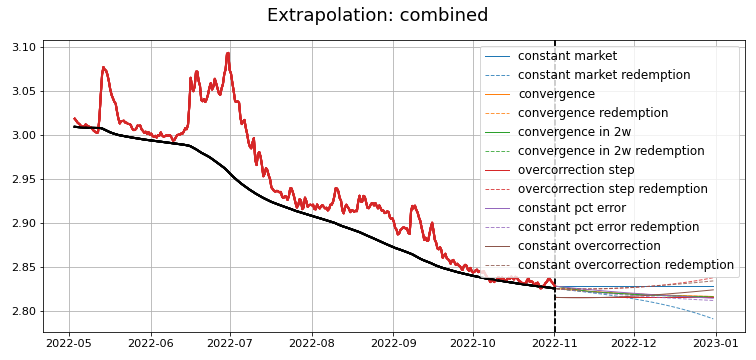 Extrapolation: combined
3.10
3.05
3.00
2.95
2.90
2.85
2.80
constant market
constant market redemption
convergence
convergence redemption
convergence in 2w
convergence in 2w redemption
overcorrection step
overcorrection step redemption
constant pct error
constant pct error redemption
constant overcorrection
constant overcorrection redemption
2022-05 2022-06 2022-07 2022-08 2022-09 2022-10 2022-11 2022-12 2023-01